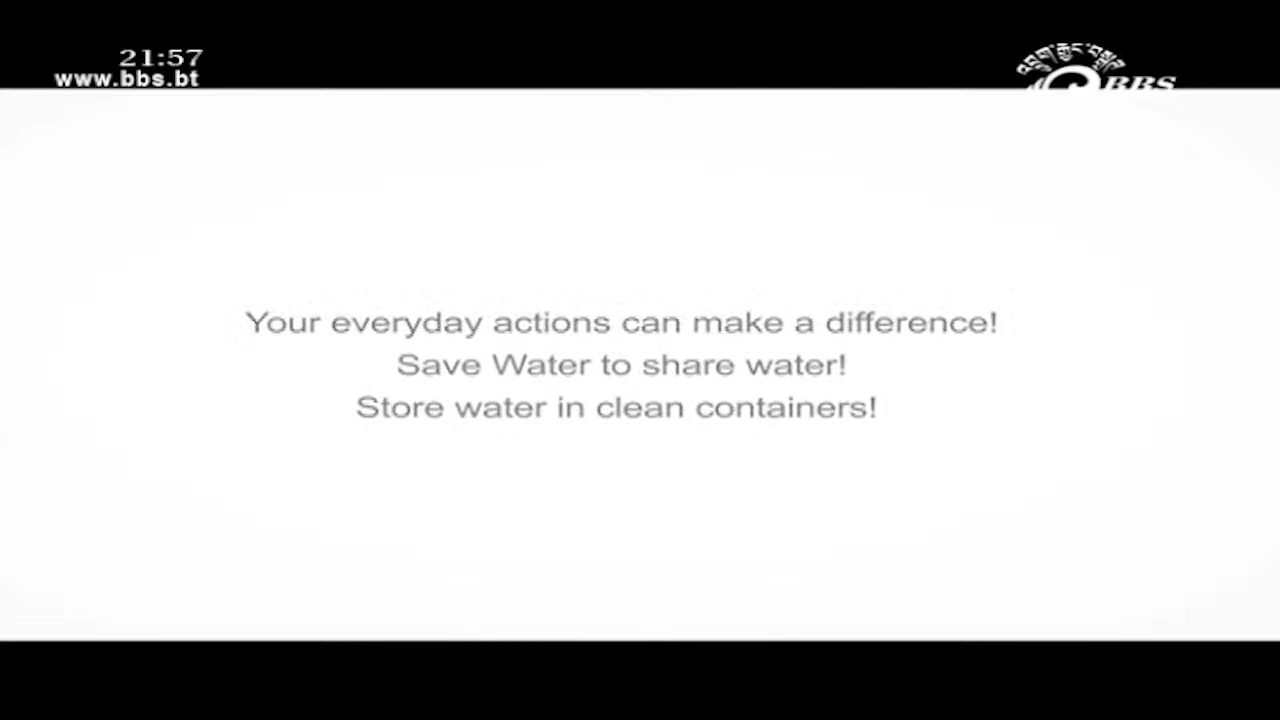 21:57
www.bbs.bt
BBS
Your everyday actions can make a difference!
Save Water to share water!
Store water in clean containers!